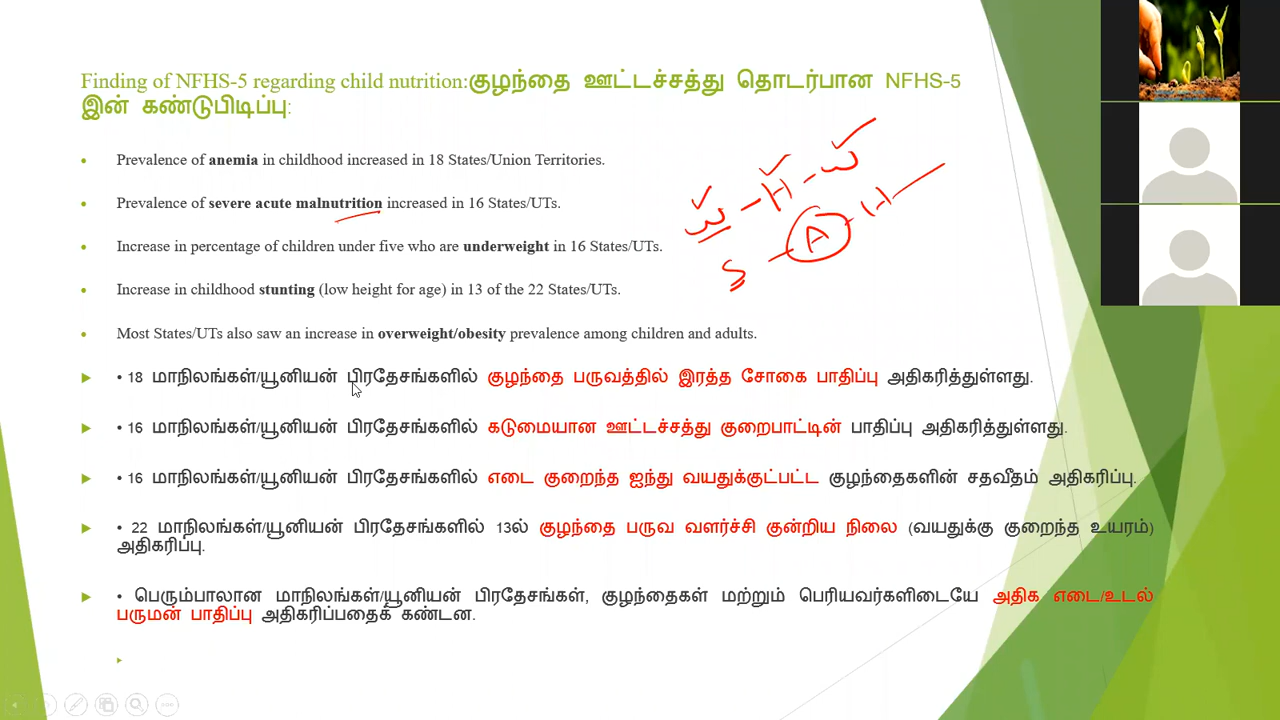 Finding of NFHS-5 regarding child nutrition:குழந்தை ஊட்டச்சத்து தொடர்பான NFHS-5
இன் கண்டுபிடிப்பு:
Prevalence of anemia in childhood increased in 18 States/Union Territories.
Prevalence of severe acute malnutrition increased in 16 States/UTs.
Increase in percentage of children under five who are underweight in 16 States/UTs.
Increase in childhood stunting (low height for age) in 13 of the 22 States/UTs.
Most States/UTs also saw an increase in overweight/obesity prevalence among children and adults.
W - H - W
S - A - H
• 18 மாநிலங்கள்/யூனியன் பிரதேசங்களில் குழந்தை பருவத்தில் இரத்த சோகை பாதிப்பு அதிகரித்துள்ளது.
• 16 மாநிலங்கள்/யூனியன் பிரதேசங்களில் கடுமையான ஊட்டச்சத்து குறைபாட்டின் பாதிப்பு அதிகரித்துள்ளது.
• 16 மாநிலங்கள்/யூனியன் பிரதேசங்களில் எடை குறைந்த ஐந்து வயதுக்குட்பட்ட குழந்தைகளின் சதவீதம் அதிகரிப்பு.
• 22 மாநிலங்கள்/யூனியன் பிரதேசங்களில் 13ல் குழந்தை பருவ வளர்ச்சி குன்றிய நிலை (வயதுக்கு குறைந்த உயரம்)
அதிகரிப்பு.
• பெரும்பாலான மாநிலங்கள்/யூனியன் பிரதேசங்கள், குழந்தைகள் மற்றும் பெரியவர்களிடையே அதிக எடை/உடல்
பருமன் பாதிப்பு அதிகரிப்பதைக் கண்டன.